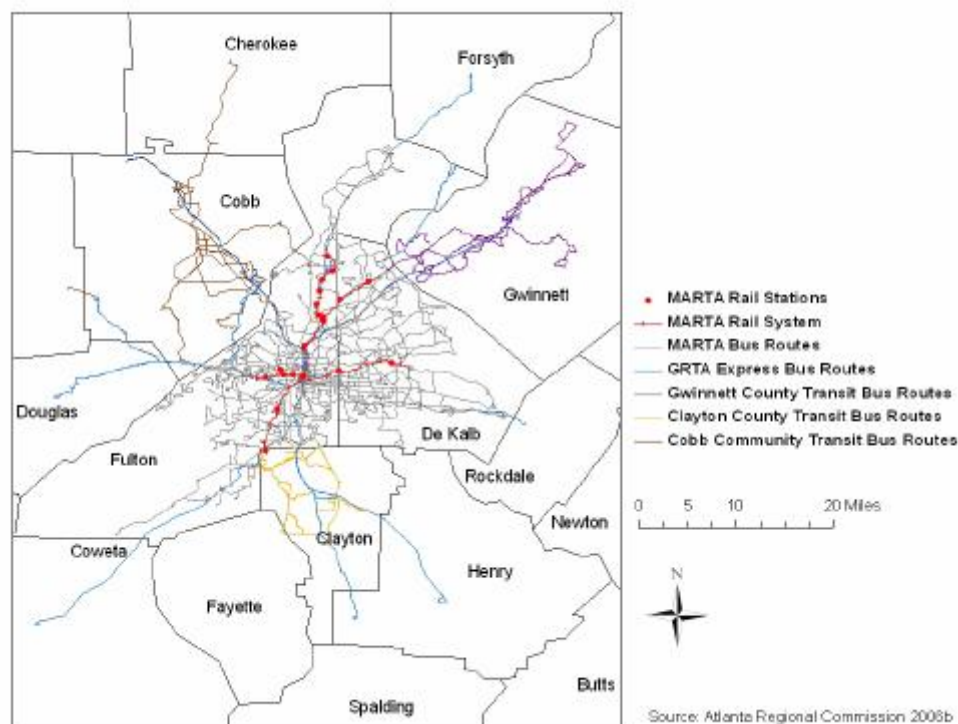 Cherokee
Forsyth
Cobb
Gwinnett
MARTA Rail Stations
MARTA Rail System
MARTA Bus Routes
GRTA Express Bus Routes
Gwinnett County Transit Bus Routes
Clayton County Transit Bus Routes
Cobb Community Transit Bus Routes
Douglas
De Kalb
Fulton
Rockdale
0 5 10 20 Miles
Newton
Clayton
Coweta
Henry
N
Fayette
Butts
Spalding
Source: Atlanta Regional Commission 2006b